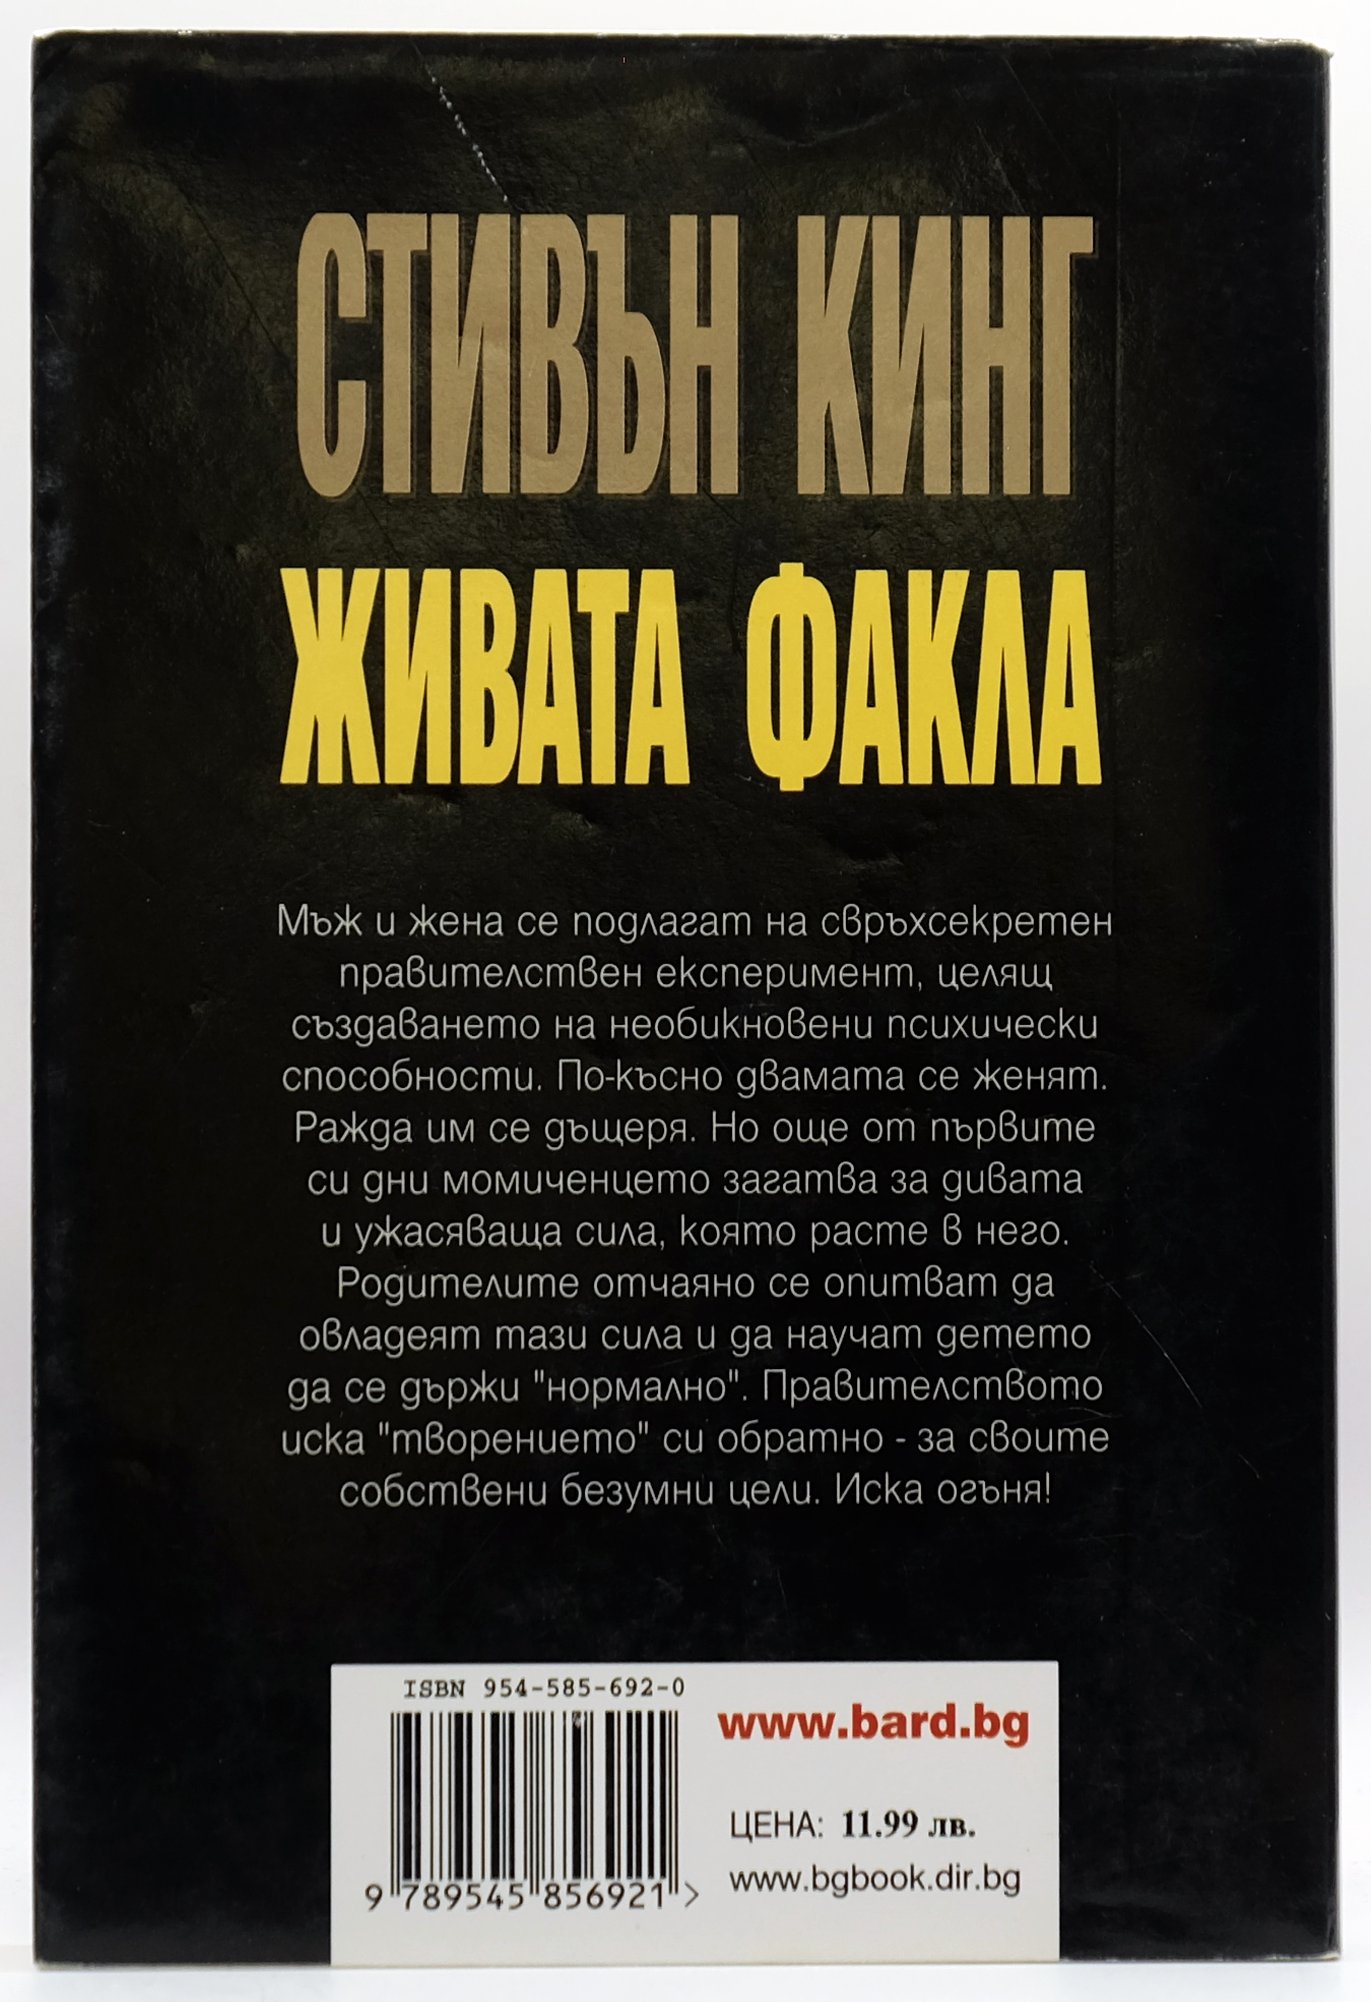 СТИВЪН КИНГ
ЖИВАТА ФАКЛА
Мъж и жена се подлагат на свръхсекретен
правителствен експеримент, целящ
създаването на необикновени психически
способности. По-късно двамата се женят.
Ражда им се дъщеря. Но още от първите
си дни момиченцето загатва за дивата
и ужасяваща сила, която расте в него.
Родителите отчаяно се опитват да
овладеят тази сила и да научат детето
да се държи "нормално". Правителството
иска "творението" си обратно - за своите
собствени безумни цели. Иска огъня!
ISBN 954-585-692-0
www.bard.bg
ЦЕНА: 11.99 лв.
www.bgbook.dir.bg
9 789545 856921 >